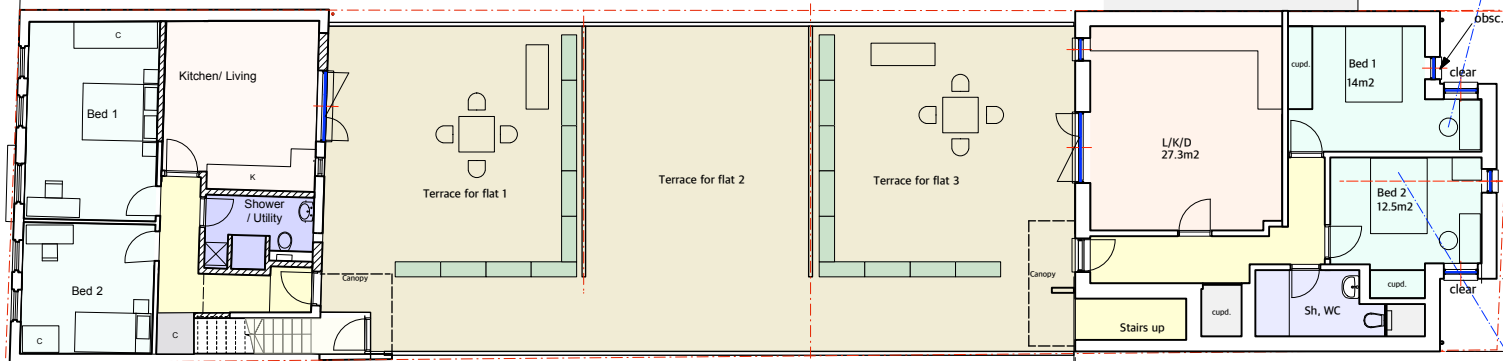 C
Kitchen/ Living
Bed 1
K
Shower
/ Utility
Bed 2
C
C
Canopy
Terrace for flat 1
Terrace for flat 2
Terrace for flat 3
Canopy
L/K/D
27.3m2
Stairs up
cupd.
Sh, WC
cupd.
Bed 1
14m2
obsc.
clear
Bed 2
12.5m2
cupd.
clear